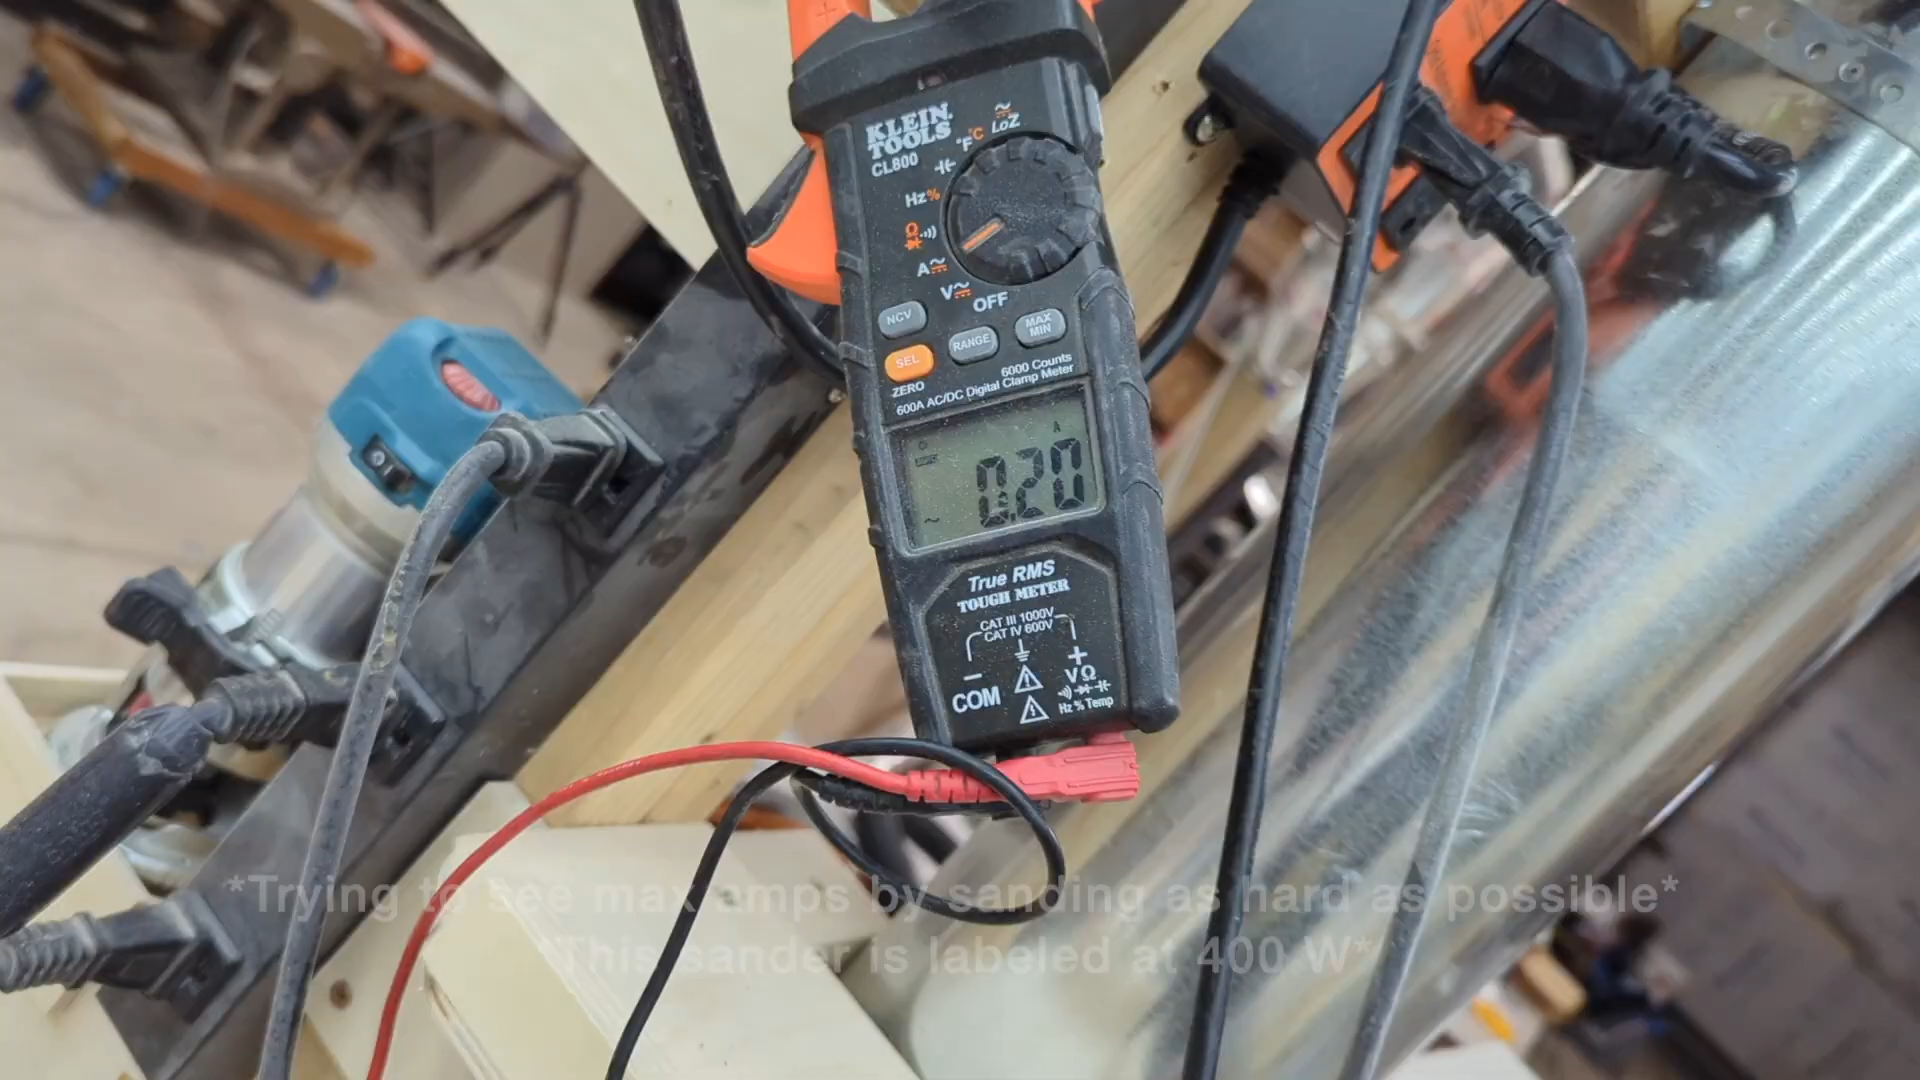 KLEIN
TOOLS
CL800
LoZ
°F °C
Hz%
Ω
A
V
OFF
NCV
RANGE
MAX
MIN
SEL
ZERO
6000 Counts
600A AC/DC Digital Clamp Meter
A
AUTO
0.20
True RMS
TOUGH METER
CAT III 1000V
CAT IV 600V
COM
VΩ
Hz % Temp
*Trying to see max amps by sanding as hard as possible*
*This sander is labeled at 400 W*